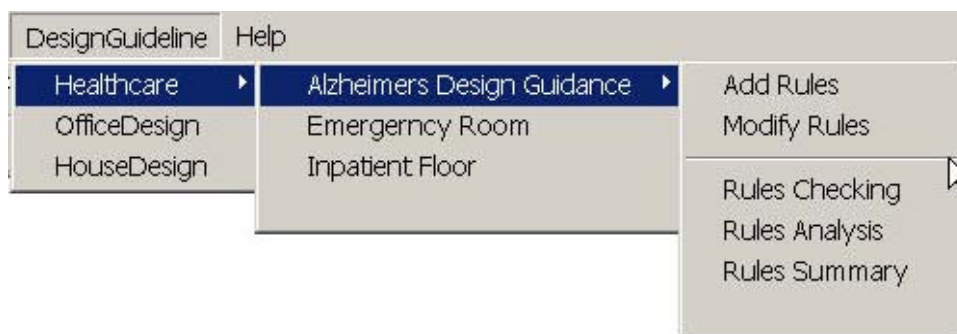 DesignGuideline Help
Healthcare
OfficeDesign
HouseDesign
Alzheimers Design Guidance
Emergerncy Room
Inpatient Floor
Add Rules
Modify Rules
Rules Checking
Rules Analysis
Rules Summary